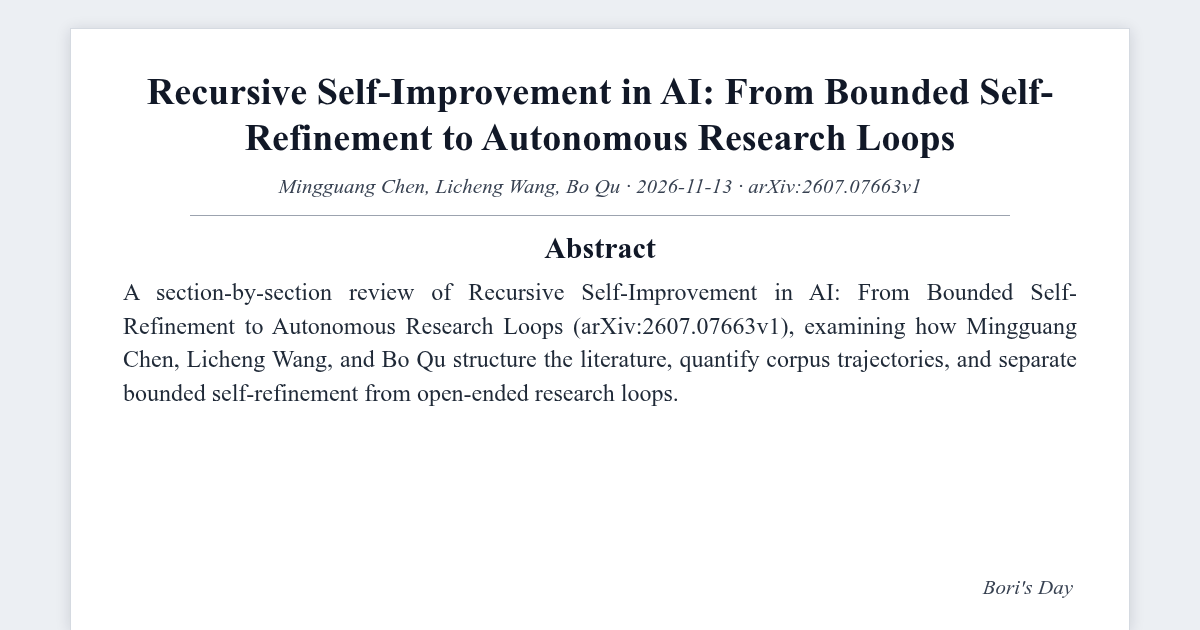 Recursive Self-Improvement in AI: From Bounded Self-
Refinement to Autonomous Research Loops
Mingguang Chen, Licheng Wang, Bo Qu · 2026-11-13 · arXiv:2607.07663v1
Abstract
A section-by-section review of Recursive Self-Improvement in AI: From Bounded Self-
Refinement to Autonomous Research Loops (arXiv:2607.07663v1), examining how Mingguang
Chen, Licheng Wang, and Bo Qu structure the literature, quantify corpus trajectories, and separate
bounded self-refinement from open-ended research loops.
Bori's Day